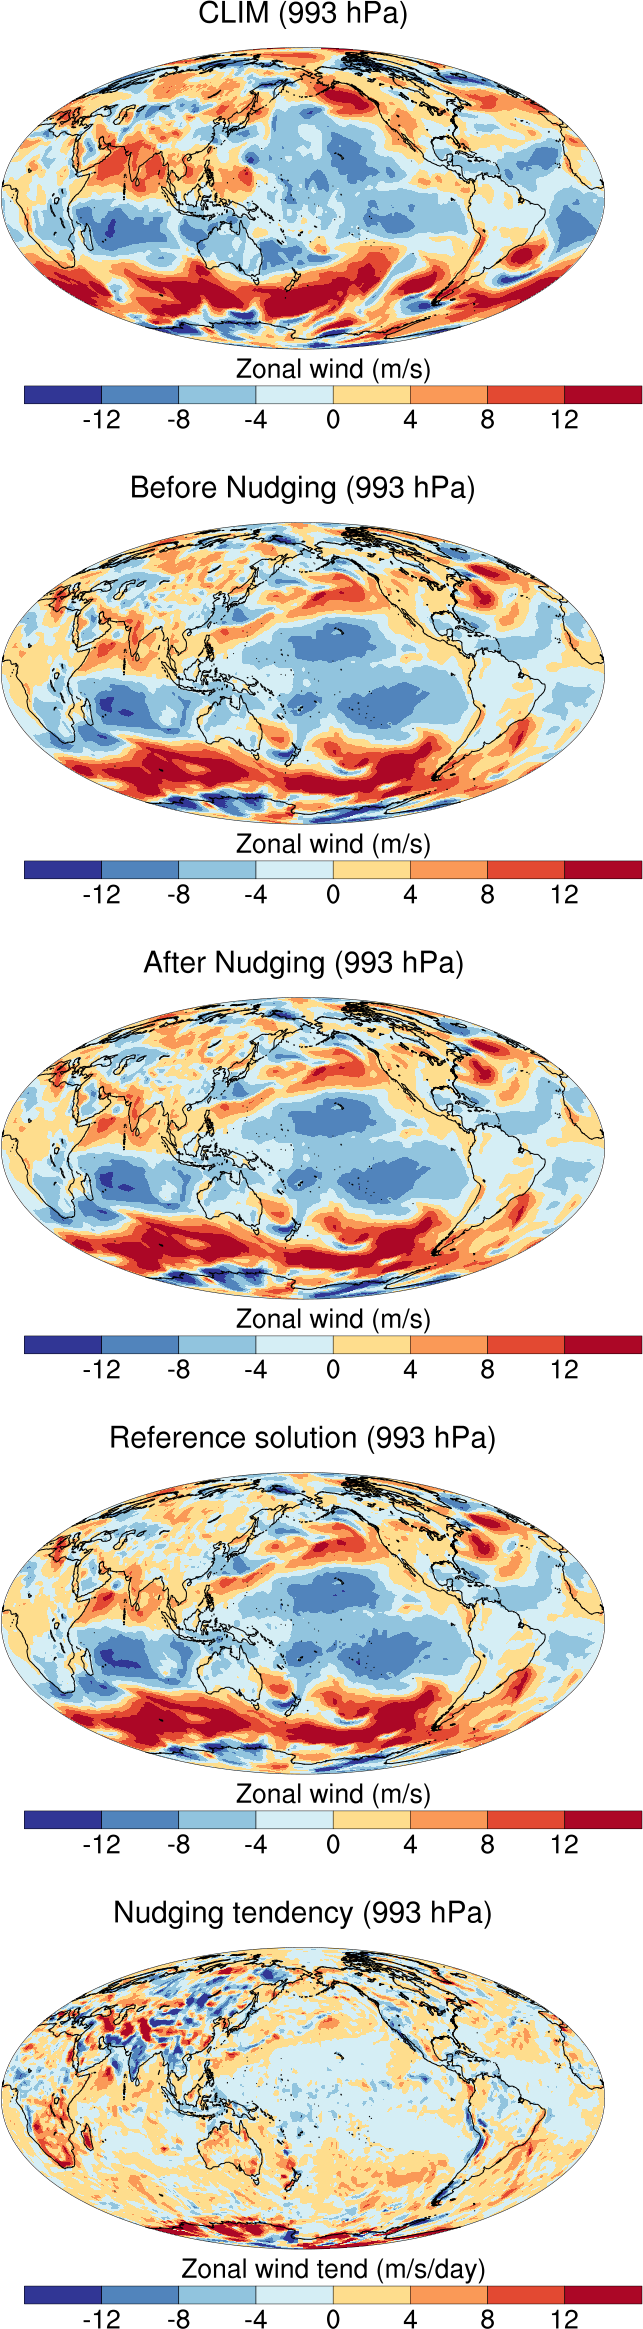 CLIM (993 hPa)
Zonal wind (m/s)
-12 -8 -4 0 4 8 12
Before Nudging (993 hPa)
Zonal wind (m/s)
-12 -8 -4 0 4 8 12
After Nudging (993 hPa)
Zonal wind (m/s)
-12 -8 -4 0 4 8 12
Reference solution (993 hPa)
Zonal wind (m/s)
-12 -8 -4 0 4 8 12
Nudging tendency (993 hPa)
Zonal wind tend (m/s/day)
-12 -8 -4 0 4 8 12